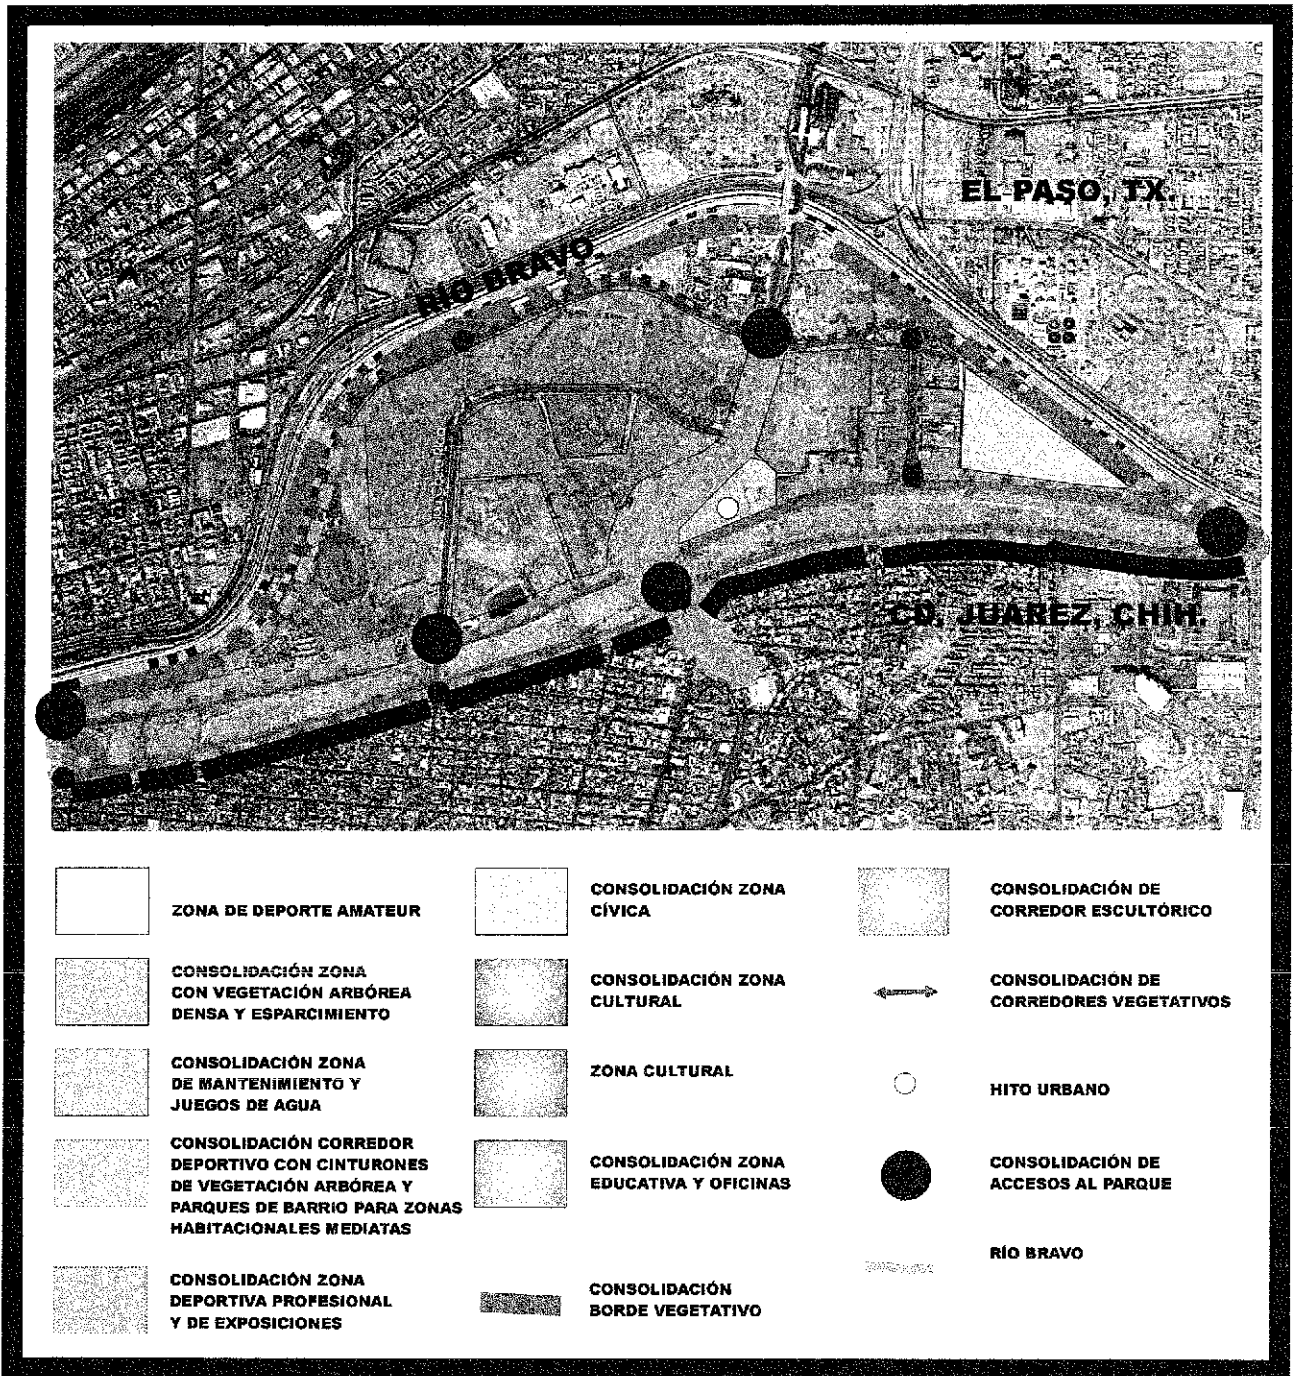 EL PASO, TX.
RÍO BRAVO
CD. JUAREZ, CHIH.
ZONA DE DEPORTE AMATEUR
CONSOLIDACIÓN ZONA
CON VEGETACIÓN ARBÓREA
DENSA Y ESPARCIMIENTO
CONSOLIDACIÓN ZONA
DE MANTENIMIENTO Y
JUEGOS DE AGUA
CONSOLIDACIÓN CORREDOR
DEPORTIVO CON CINTURONES
DE VEGETACIÓN ARBÓREA Y
PARQUES DE BARRIO PARA ZONAS
HABITACIONALES MEDIATAS
CONSOLIDACIÓN ZONA
DEPORTIVA PROFESIONAL
Y DE EXPOSICIONES
CONSOLIDACIÓN ZONA
CÍVICA
CONSOLIDACIÓN ZONA
CULTURAL
ZONA CULTURAL
CONSOLIDACIÓN ZONA
EDUCATIVA Y OFICINAS
CONSOLIDACIÓN
BORDE VEGETATIVO
CONSOLIDACIÓN DE
CORREDOR ESCULTÓRICO
CONSOLIDACIÓN DE
CORREDORES VEGETATIVOS
HITO URBANO
CONSOLIDACIÓN DE
ACCESOS AL PARQUE
RÍO BRAVO